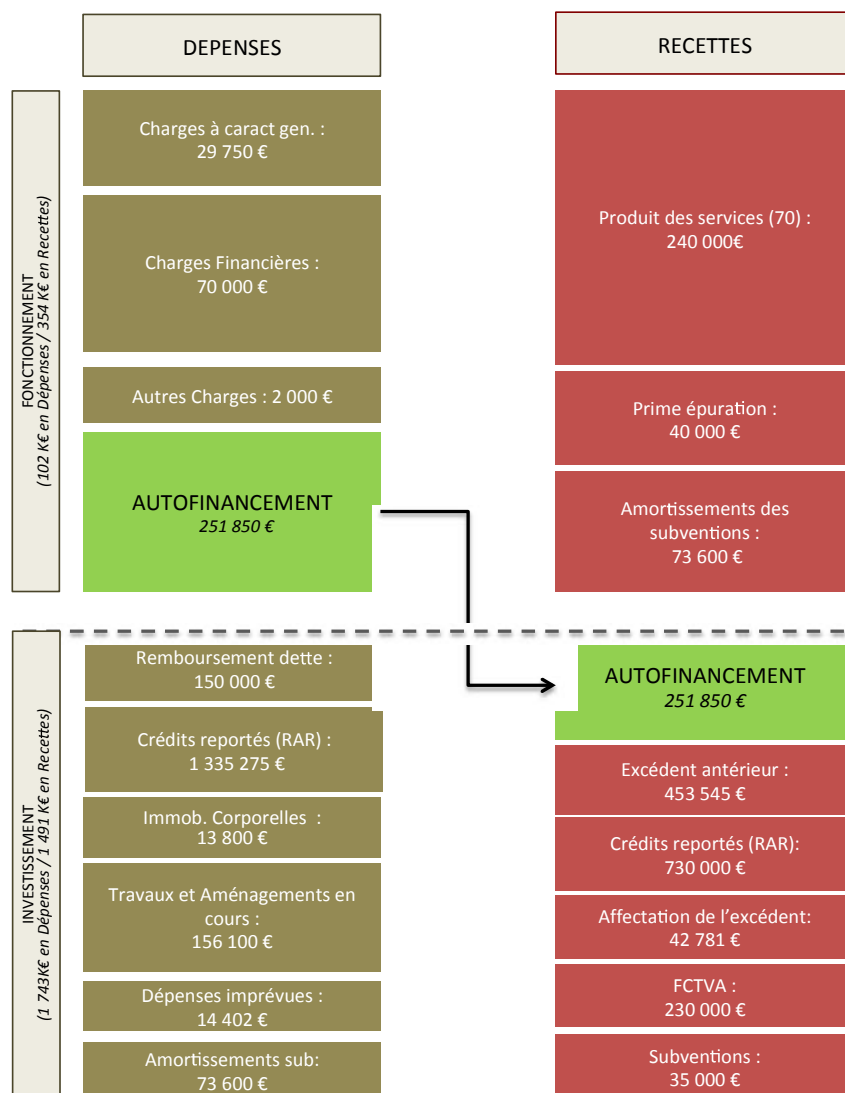 DEPENSES
RECETTES
FONCTIONNEMENT
(102 K€ en Dépenses / 354 K€ en Recettes)
Charges à caract gen. :
29 750 €
Charges Financières :
70 000 €
Autres Charges : 2 000 €
AUTOFINANCEMENT
251 850 €
Produit des services (70) :
240 000€
Prime épuration :
40 000 €
Amortissements des
subventions :
73 600 €
INVESTISSEMENT
(1 743K€ en Dépenses / 1 491 K€ en Recettes)
Remboursement dette :
150 000 €
Crédits reportés (RAR) :
1 335 275 €
Immob. Corporelles :
13 800 €
Travaux et Aménagements en
cours :
156 100 €
Dépenses imprévues :
14 402 €
Amortissements sub:
73 600 €
AUTOFINANCEMENT
251 850 €
Excédent antérieur :
453 545 €
Crédits reportés (RAR):
730 000 €
Affectation de l'excédent:
42 781 €
FCTVA :
230 000 €
Subventions :
35 000 €